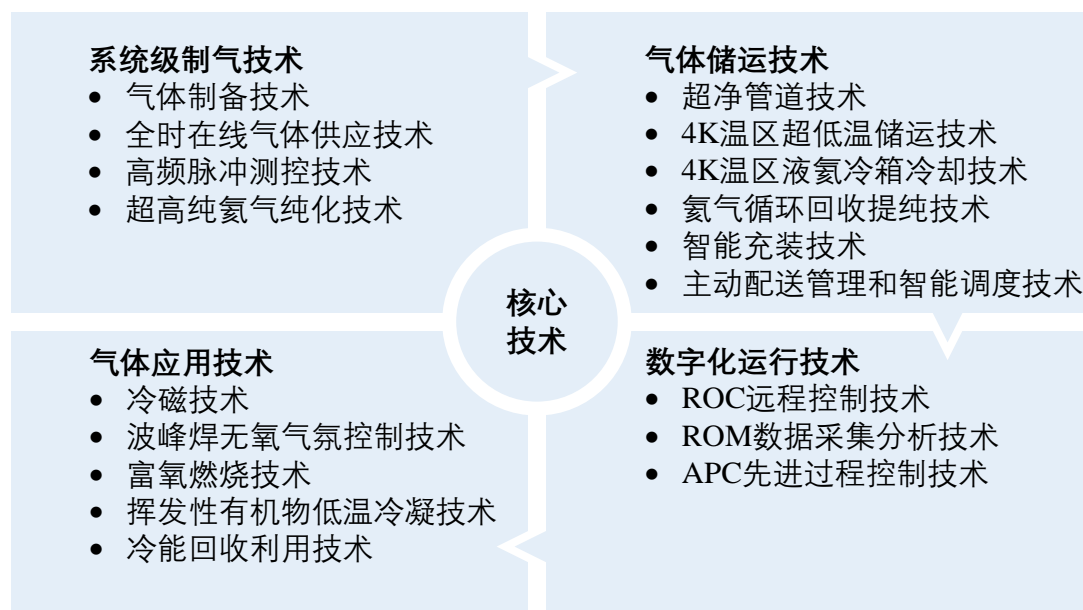 系统级制气技术
• 气体制备技术
• 全时在线气体供应技术
• 高频脉冲测控技术
• 超高纯氦气纯化技术
气体储运技术
• 超净管道技术
• 4K温区超低温储运技术
• 4K温区液氦冷箱冷却技术
• 氦气循环回收提纯技术
• 智能充装技术
• 主动配送管理和智能调度技术
核心
技术
气体应用技术
• 冷磁技术
• 波峰焊无氧气氛控制技术
• 富氧燃烧技术
• 挥发性有机物低温冷凝技术
• 冷能回收利用技术
数字化运行技术
• ROC远程控制技术
• ROM数据采集分析技术
• APC先进过程控制技术